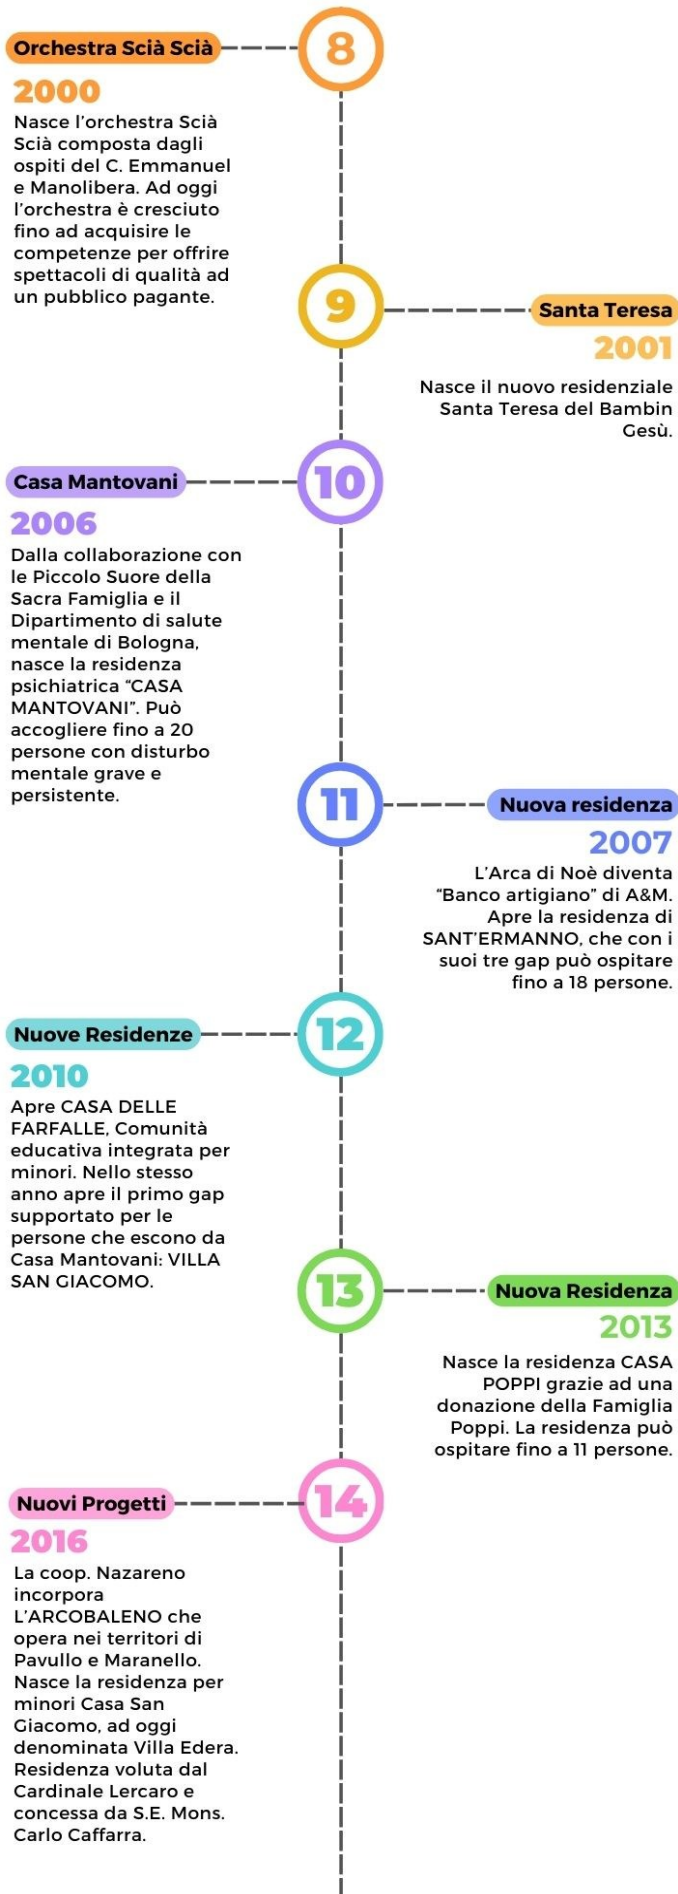 Orchestra Scià Scià
8
2000
Nasce l'orchestra Scià
Scià composta dagli
ospiti del C. Emmanuel
e Manolibera. Ad oggi
l'orchestra è cresciuto
fino ad acquisire le
competenze per offrire
spettacoli di qualità ad
un pubblico pagante.
9
Santa Teresa
2001
Nasce il nuovo residenziale
Santa Teresa del Bambin
Gesù.
Casa Mantovani
10
2006
Dalla collaborazione con
le Piccolo Suore della
Sacra Famiglia e il
Dipartimento di salute
mentale di Bologna,
nasce la residenza
psichiatrica “CASA
MANTOVANI”. Può
accogliere fino a 20
persone con disturbo
mentale grave e
persistente.
11
Nuova residenza
2007
L'Arca di Noè diventa
“Banco artigiano” di A&M.
Apre la residenza di
SANT'ERMANNO, che con i
suoi tre gap può ospitare
fino a 18 persone.
Nuove Residenze
12
2010
Apre CASA DELLE
FARFALLE, Comunità
educativa integrata per
minori. Nello stesso
anno apre il primo gap
supportato per le
persone che escono da
Casa Mantovani: VILLA
SAN GIACOMO.
13
Nuova Residenza
2013
Nasce la residenza CASA
POPPI grazie ad una
donazione della Famiglia
Poppi. La residenza può
ospitare fino a 11 persone.
Nuovi Progetti
14
2016
La coop. Nazareno
incorpora
L'ARCOBALENO che
opera nei territori di
Pavullo e Maranello.
Nasce la residenza per
minori Casa San
Giacomo, ad oggi
denominata Villa Edera.
Residenza voluta dal
Cardinale Lercaro e
concessa da S.E. Mons.
Carlo Caffarra.